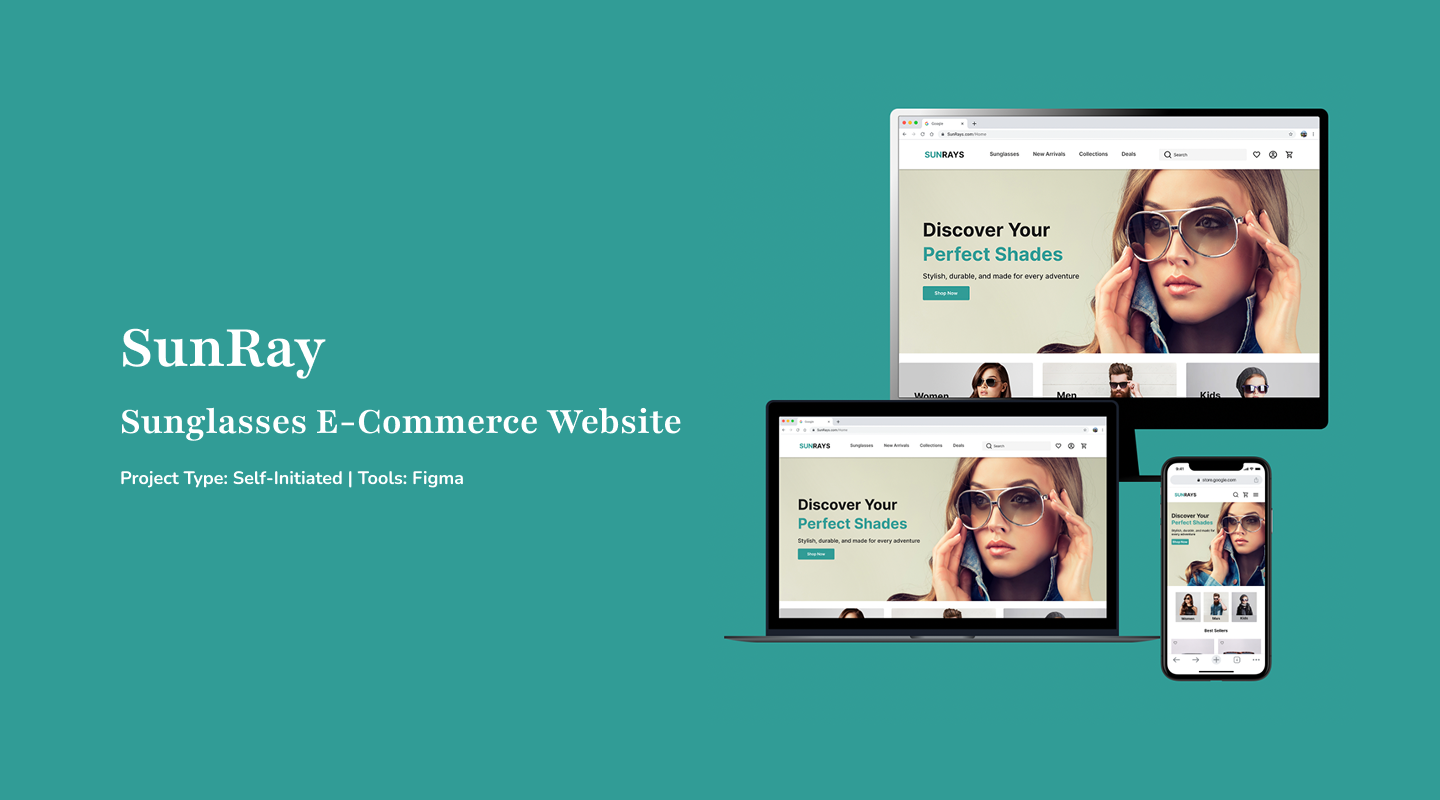 SunRay
Sunglasses E-Commerce Website
Project Type: Self-Initiated | Tools: Figma
Google
SunRays.com/Home
SUNRAYS Sunglasses New Arrivals Collections Deals Search
Discover Your
Perfect Shades
Stylish, durable, and made for every adventure
Shop Now
Women Men Kids
Google
SunRays.com/Home
SUNRAYS Sunglasses New Arrivals Collections Deals Search
Discover Your
Perfect Shades
Stylish, durable, and made for every adventure
Shop Now
9:41
store.google.com
SUNRAYS
Discover Your
Perfect Shades
Stylish, durable, and made for
every adventure
Shop Now
Women Men Kids
Best Sellers